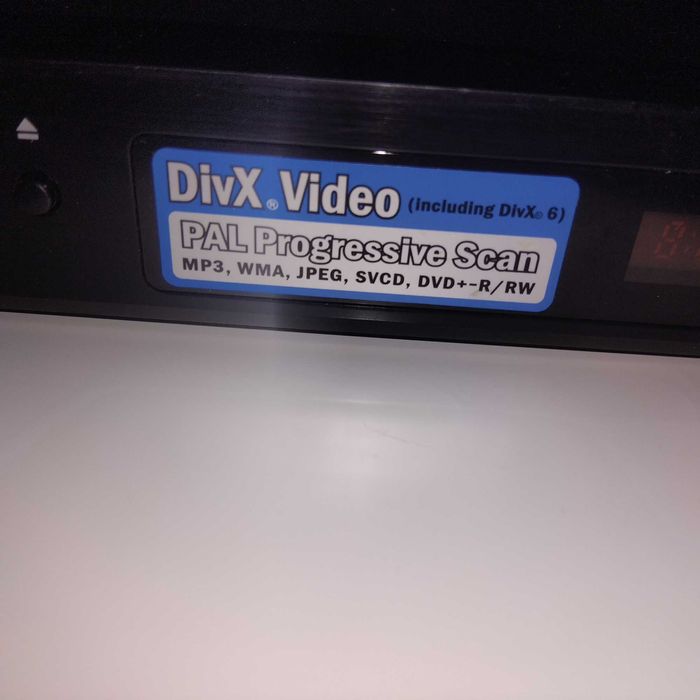 DivX® Video (including DivX® 6)
PAL Progressive Scan
MP3, WMA, JPEG, SVCD, DVD+-R/RW